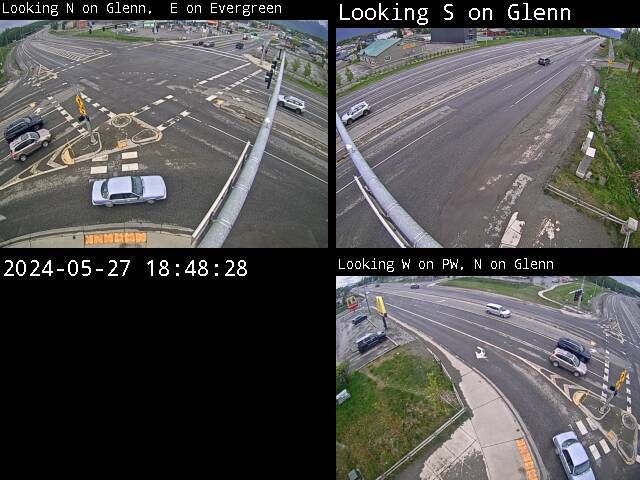 Looking N on Glenn,  E on Evergreen
Looking S on Glenn
2024-05-27 18:48:28
Looking W on PW, N on Glenn